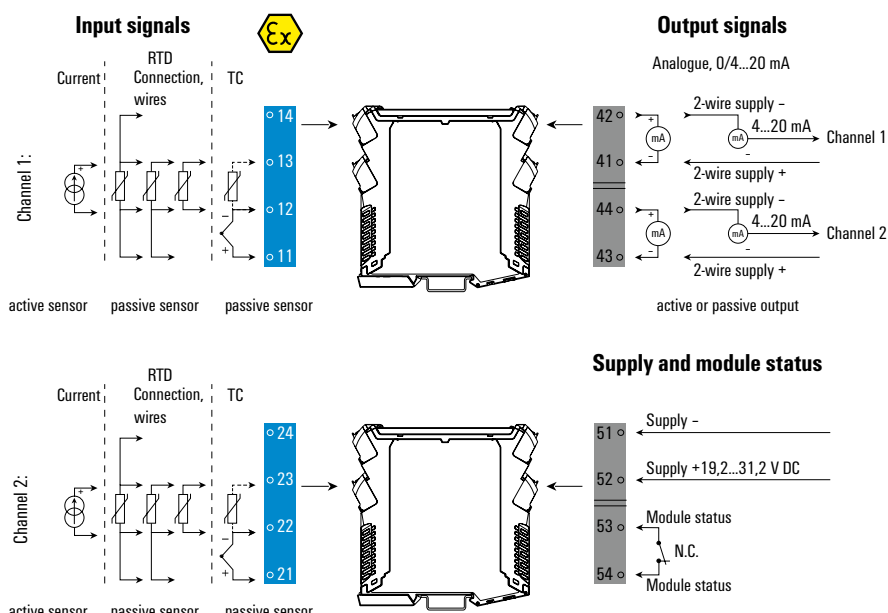 Input signals
Ex
Output signals
Analogue, 0/4...20 mA
Current
RTD
Connection,
wires
TC
Channel 1:
+
14
13
12
11
–
+
active sensor
passive sensor
passive sensor
42
41
44
43
+
mA
–
2-wire supply –
mA
4...20 mA
Channel 1
-
2-wire supply +
+
mA
–
2-wire supply –
mA
4...20 mA
Channel 2
-
2-wire supply +
active or passive output
Supply and module status
Current
RTD
Connection,
wires
TC
Channel 2:
+
24
23
22
21
–
+
active sensor
passive sensor
passive sensor
51
52
53
54
Supply –
Supply +19,2...31,2 V DC
Module status
N.C.
Module status